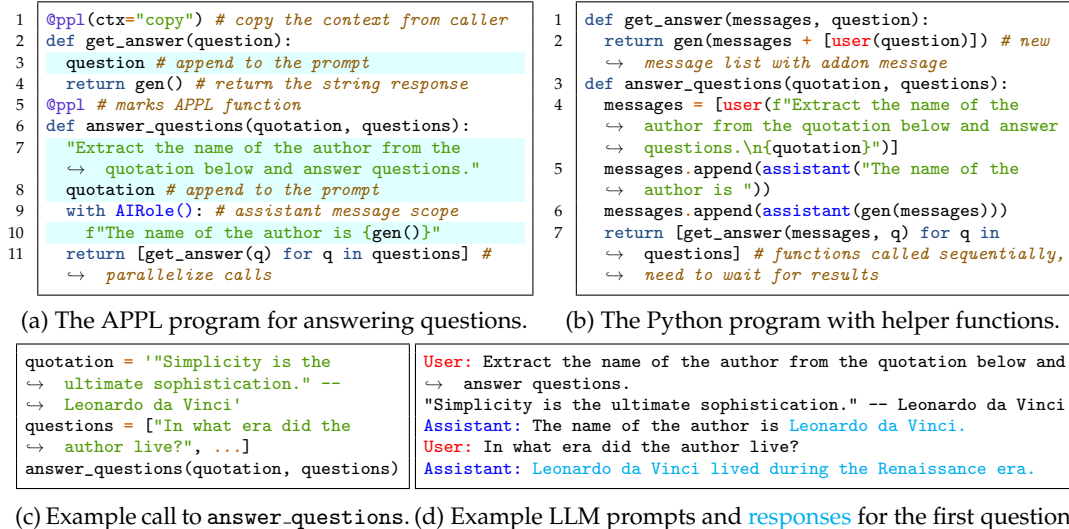 1 @ppl(ctx="copy") # copy the context from caller
2 def get_answer(question):
3 question # append to the prompt
4 return gen() # return the string response
5 @ppl # marks APPL function
6 def answer_questions(quotation, questions):
7 "Extract the name of the author from the
↪ quotation below and answer questions."
8 quotation # append to the prompt
9 with AIRole(): # assistant message scope
10 f"The name of the author is {gen()}"
11 return [get_answer(q) for q in questions] #
↪ parallelize calls
(a) The APPL program for answering questions.
1 def get_answer(messages, question):
2 return gen(messages + [user(question)]) # new
↪ message list with addon message
3 def answer_questions(quotation, questions):
4 messages = [user(f"Extract the name of the
↪ author from the quotation below and answer
↪ questions.\n{quotation}")]
5 messages.append(assistant("The name of the
↪ author is "))
6 messages.append(assistant(gen(messages)))
7 return [get_answer(messages, q) for q in
↪ questions] # functions called sequentially,
↪ need to wait for results
(b) The Python program with helper functions.
quotation = '"Simplicity is the
↪ ultimate sophistication." --
↪ Leonardo da Vinci'
questions = ["In what era did the
↪ author live?", ...]
answer_questions(quotation, questions)
(c) Example call to answer_questions.
User: Extract the name of the author from the quotation below and
↪ answer questions.
"Simplicity is the ultimate sophistication." -- Leonardo da Vinci
Assistant: The name of the author is Leonardo da Vinci.
User: In what era did the author live?
Assistant: Leonardo da Vinci lived during the Renaissance era.
(d) Example LLM prompts and responses for the first question